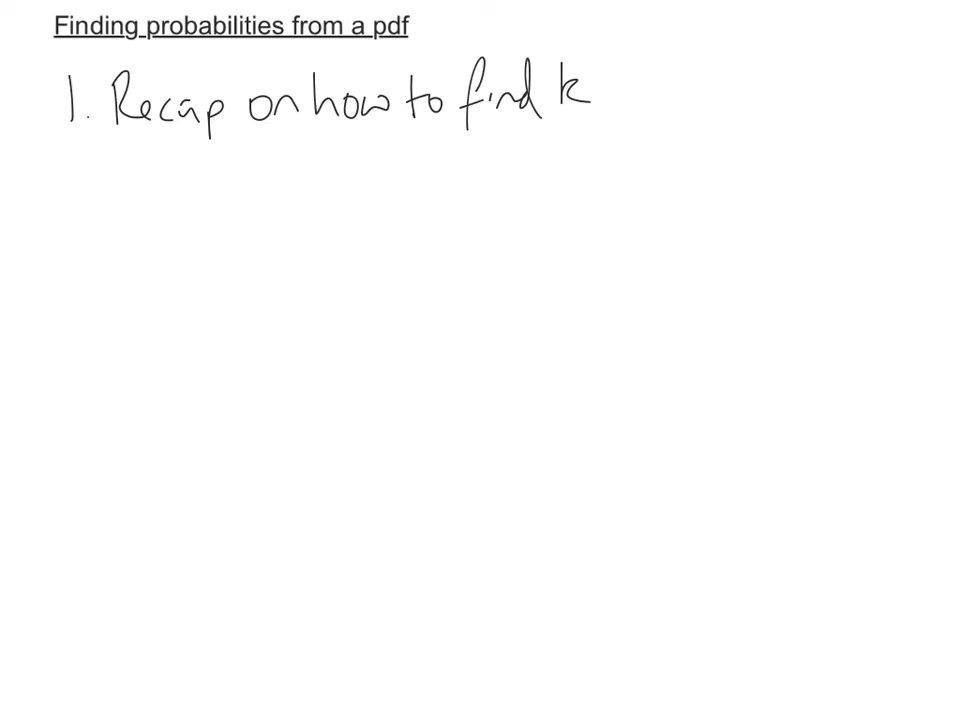 Finding probabilities from a pdf
1. Recap on how to find k